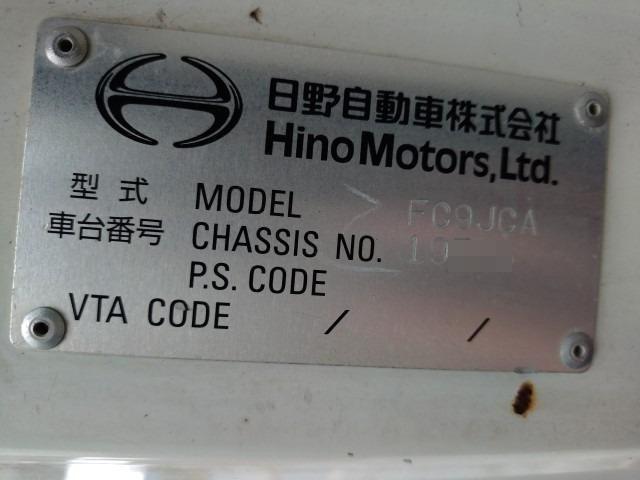 日野自動車株式会社
Hino Motors, Ltd.
型式 MODEL FC9JCA
車台番号 CHASSIS NO.
P.S. CODE
VTA CODE / /